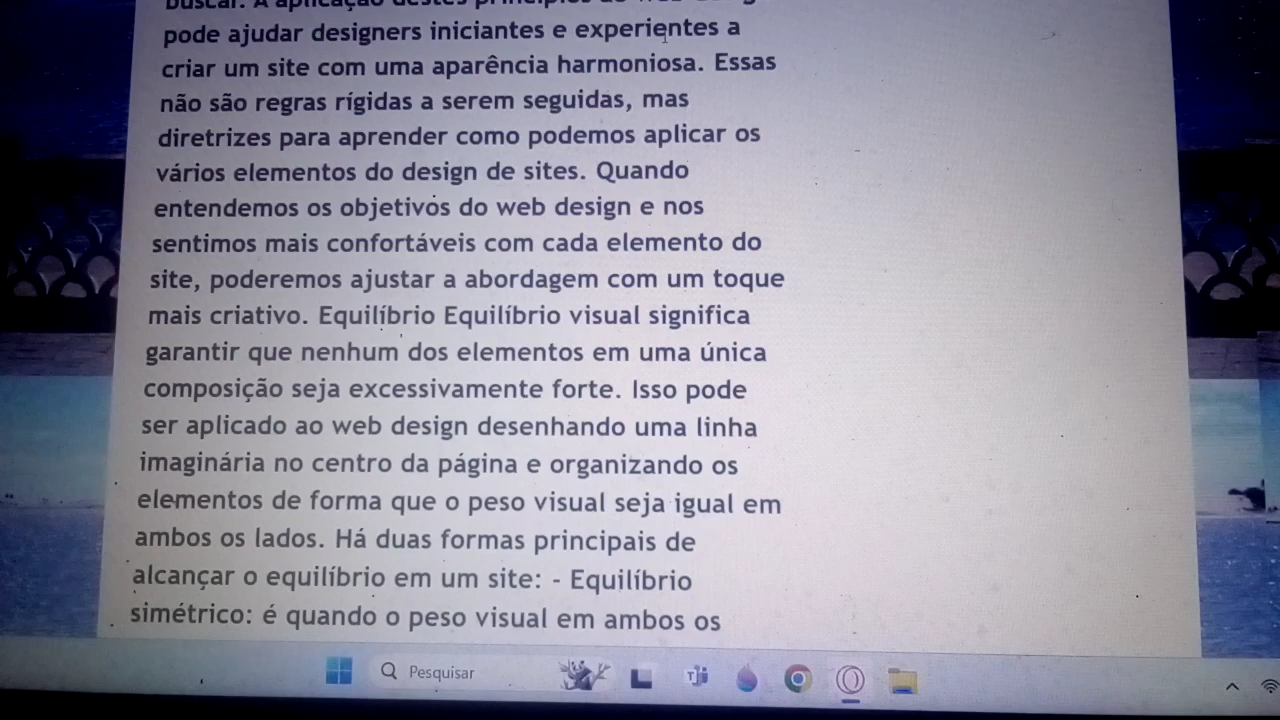 buscar. A aplicação destes princípios do web
pode ajudar designers iniciantes e experientes a
criar um site com uma aparência harmoniosa. Essas
não são regras rígidas a serem seguidas, mas
diretrizes para aprender como podemos aplicar os
vários elementos do design de sites. Quando
entendemos os objetivos do web design e nos
sentimos mais confortáveis com cada elemento do
site, poderemos ajustar a abordagem com um toque
mais criativo. Equilíbrio Equilíbrio visual significa
garantir que nenhum dos elementos em uma única
composição seja excessivamente forte. Isso pode
ser aplicado ao web design desenhando uma linha
imaginária no centro da página e organizando os
elementos de forma que o peso visual seja igual em
ambos os lados. Há duas formas principais de
alcançar o equilíbrio em um site: - Equilíbrio
simétrico: é quando o peso visual em ambos os
Pesquisar